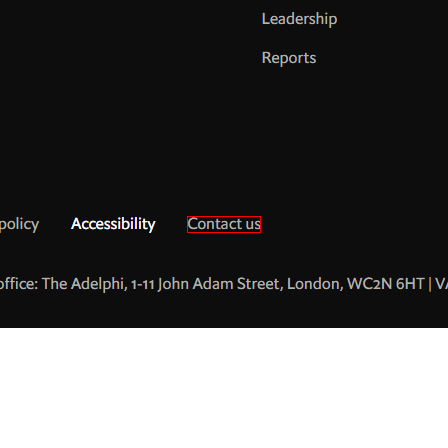 Leadership
Reports
policy Accessibility Contact us
office: The Adelphi, 1-11 John Adam Street, London, WC2N 6HT |